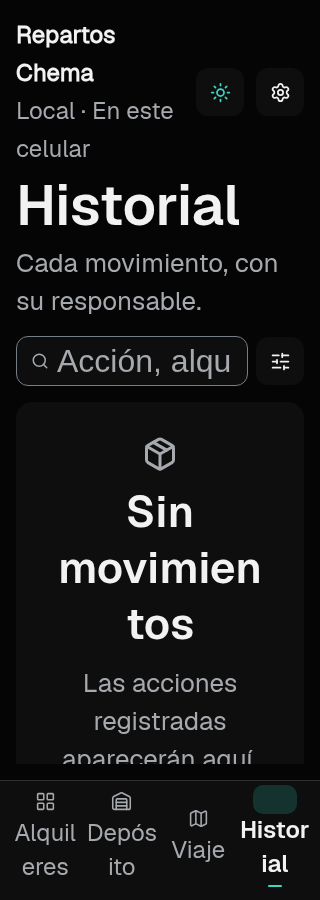 Repartos
Chema
Local · En este
celular
Historial
Cada movimiento, con
su responsable.
Acción, alqu
Sin
movimien
tos
Las acciones
registradas
aparecerán aquí
Alquil
eres
Depós
ito
Viaje
Histor
ial